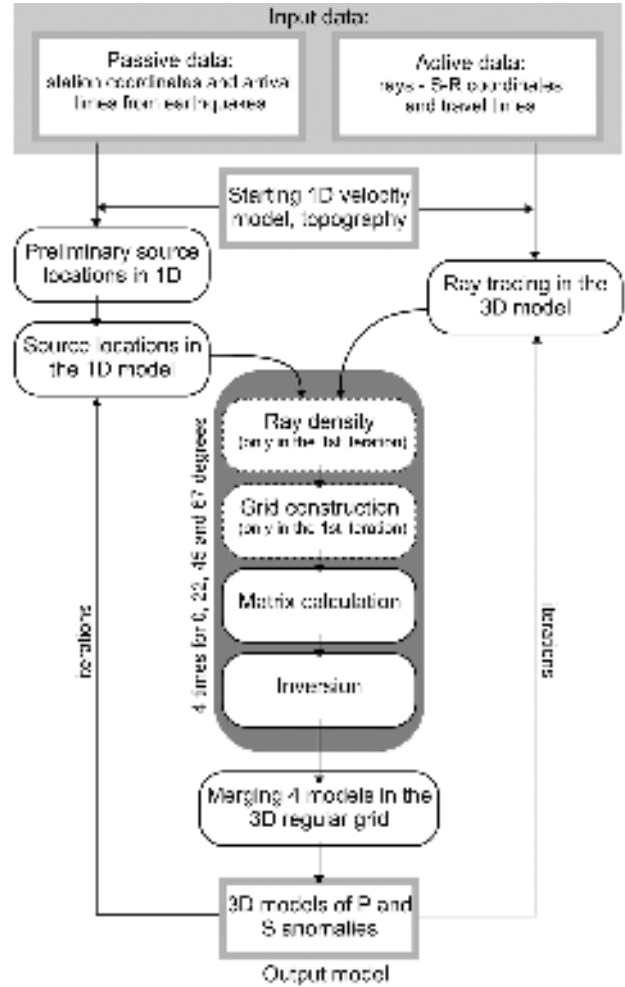 Input data:
Passive data:
station coordinates and arrival
times from earthquakes
Active data:
rays - S-R coordinates
and travel times
Starting 1D velocity
model, topography
Preliminary source
locations in 1D
Ray tracing in the
3D model
Source locations in
the 1D model
Ray density
(only in the 1st iteration)
Grid construction
(only in the 1st iteration)
Matrix calculation
Inversion
4 times for 0, 22, 45 and 67 degrees
iterations
iterations
Merging 4 models in the
3D regular grid
3D models of P and
S anomalies
Output model